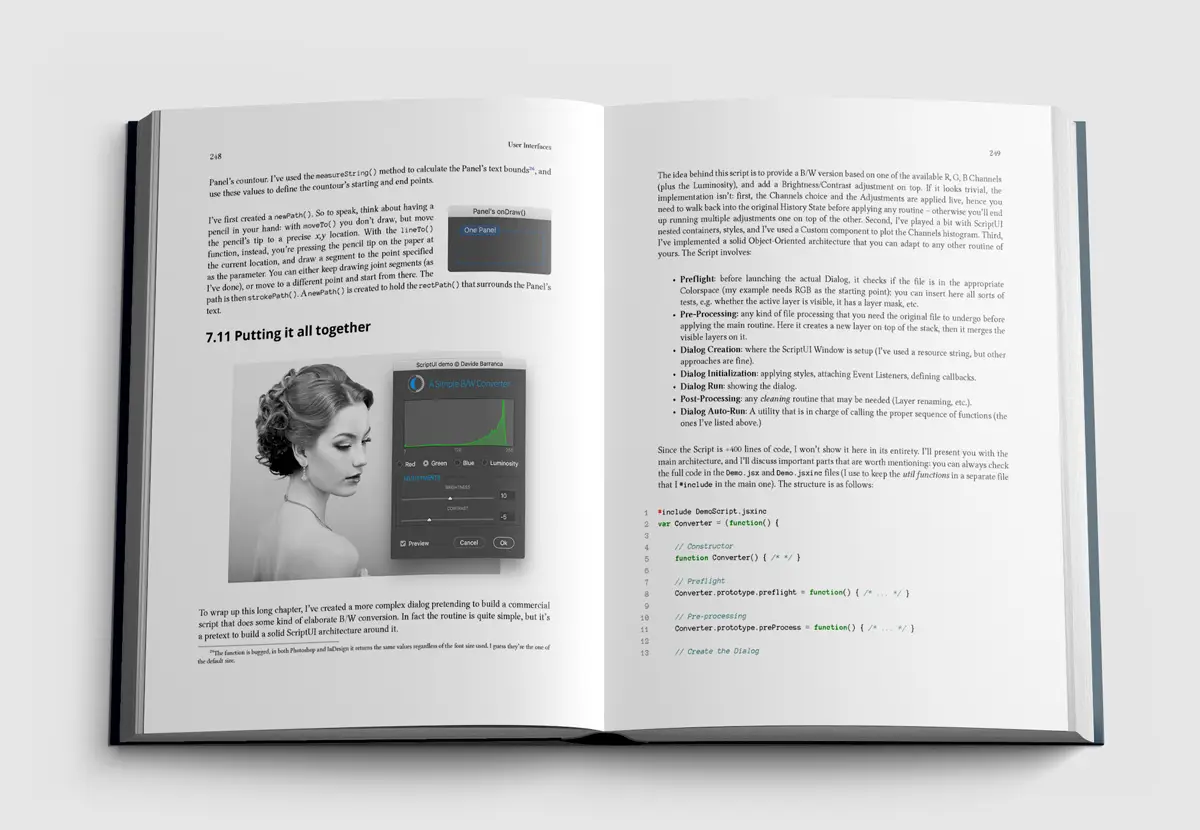 248
User Interfaces
Panel's countour. I've used the measureString() method to calculate the Panel's text bounds²⁶, and
use these values to define the countour's starting and end points.
I've first created a newPath(). So to speak, think about having a
pencil in your hand: with moveTo() you don't draw, but move
the pencil's tip to a precise x,y location. With the lineTo()
function, instead, you're pressing the pencil tip on the paper at
the current location, and draw a segment to the point specified
as the parameter. You can either keep drawing joint segments (as
I've done), or move to a different point and start from there. The
path is then strokePath(). A newPath() is created to hold the rectPath() that surrounds the Panel's
text.
Panel's onDraw()
One Panel
7.11 Putting it all together
ScriptUI demo @ Davide Barranca
A Simple B/W Converter
Red Green Blue Luminosity
BRIGHTNESS
10
CONTRAST
-5
Preview Cancel Ok
To wrap up this long chapter, I've created a more complex dialog pretending to build a commercial
script that does some kind of elaborate B/W conversion. In fact the routine is quite simple, but it's
a pretext to build a solid ScriptUI architecture around it.
The function is bugged, in both Photoshop and InDesign it returns the same values regardless of the font size used. I guess they're the one of
the default size.
249
The idea behind this script is to provide a B/W version based on one of the available R, G, B Channels
(plus the Luminosity), and add a Brightness/Contrast adjustment on top. If it looks trivial, the
implementation isn't: first, the Channels choice and the Adjustments are applied live, hence you
need to walk back into the original History State before applying any routine – otherwise you'll end
up running multiple adjustments one on top of the other. Second, I've played a bit with ScriptUI
nested containers, styles, and I've used a Custom component to plot the Channels histogram. Third,
I've implemented a solid Object-Oriented architecture that you can adapt to any other routine of
yours. The Script involves:
• Preflight: before launching the actual Dialog, it checks if the file is in the appropriate
Colorspace (my example needs RGB as the starting point); you can insert here all sorts of
tests, e.g. whether the active layer is visible, it has a layer mask, etc.
• Pre-Processing: any kind of file processing that you need the original file to undergo before
applying the main routine. Here it creates a new layer on top of the stack, then it merges the
visible layers on it.
• Dialog Creation: where the ScriptUI Window is setup (I've used a resource string, but other
approaches are fine).
• Dialog Initialization: applying styles, attaching Event Listeners, defining callbacks.
• Dialog Run: showing the dialog.
• Post-Processing: any cleaning routine that may be needed (Layer renaming, etc.).
• Dialog Auto-Run: A utility that is in charge of calling the proper sequence of functions (the
ones I've listed above.)
Since the Script is +400 lines of code, I won't show it here in its entirety. I'll present you with the
main architecture, and I'll discuss important parts that are worth mentioning: you can always check
the full code in the Demo.jsx and Demo.jsxinc files (I use to keep the util functions in a separate file
that I #include in the main one). The structure is as follows:
1 #include DemoScript.jsxinc
2 var Converter = (function() {
3
4 // Constructor
5 function Converter() { /* */ }
6
7 // Preflight
8 Converter.prototype.preflight = function() { /* ... */ }
9
10 // Pre-processing
11 Converter.prototype.preProcess = function() { /* ... */ }
12
13 // Create the Dialog